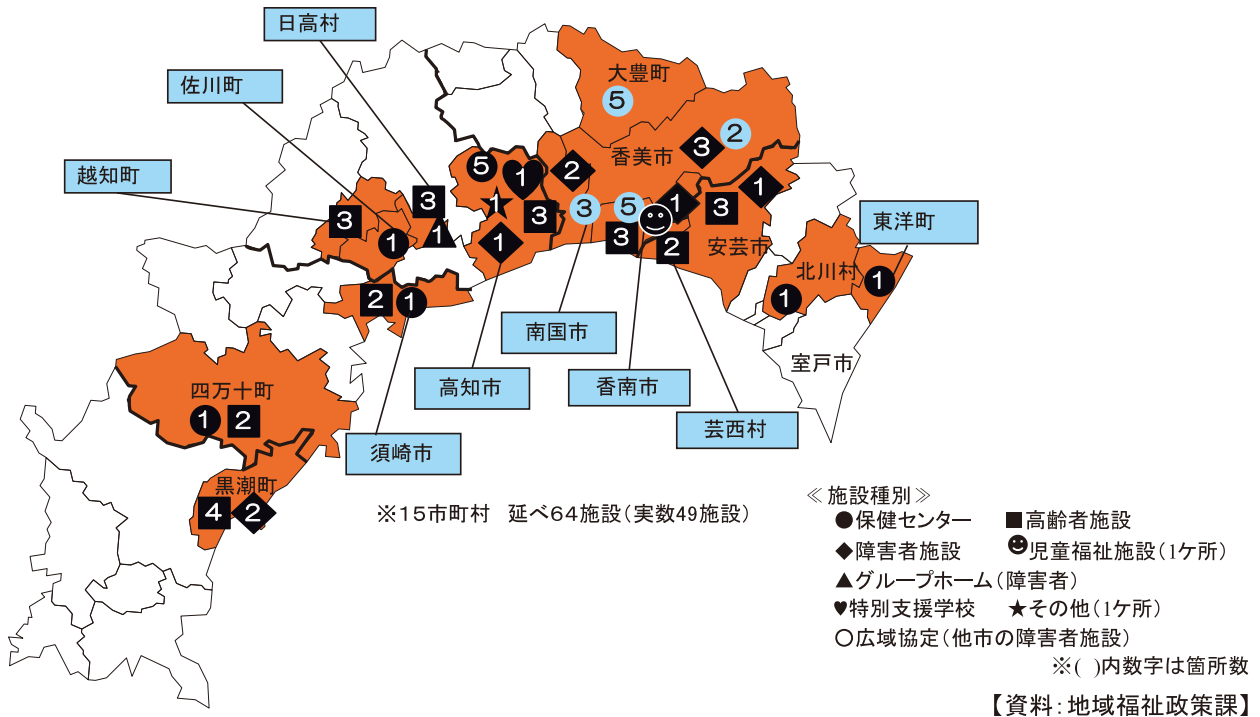 日高村
佐川町
越知町
大豊町
5
香美市
3
2
5
1
2
1
3
3
1
1
3
1
1
3
3
5
1
3
2
安芸市
1
東洋町
北川村
1
1
2
1
南国市
高知市
香南市
芸西村
室戸市
四万十町
1
2
須崎市
黒潮町
4
2
※15市町村 延べ64施設(実数49施設)
≪施設種別≫
●保健センター ■高齢者施設
◆障害者施設 ☻児童福祉施設(1ケ所)
▲グループホーム(障害者)
♥特別支援学校 ★その他(1ケ所)
○広域協定(他市の障害者施設)
※( )内数字は箇所数
【資料:地域福祉政策課】